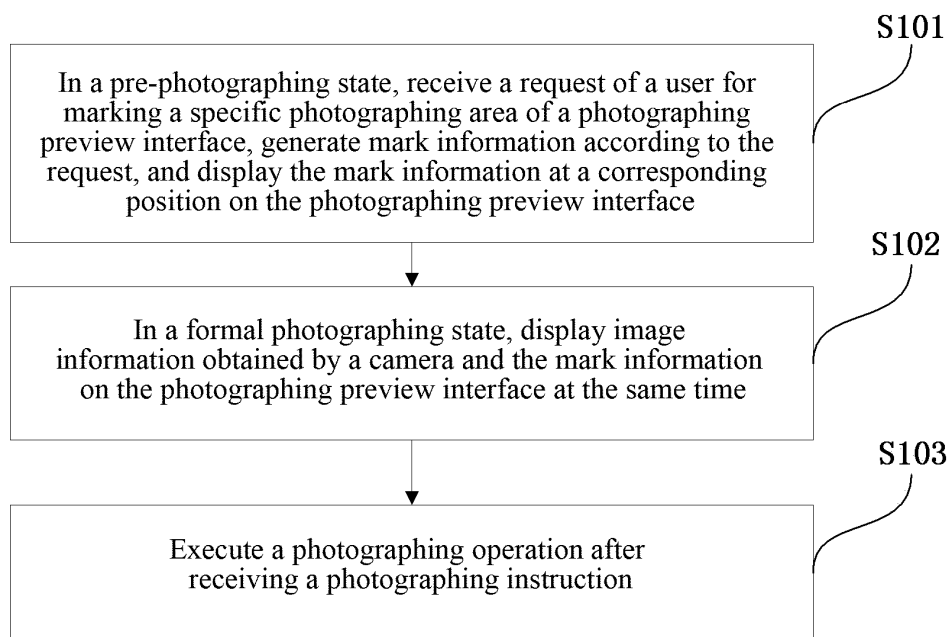 S101
In a pre-photographing state, receive a request of a user for
marking a specific photographing area of a photographing
preview interface, generate mark information according to the
request, and display the mark information at a corresponding
position on the photographing preview interface
S102
In a formal photographing state, display image
information obtained by a camera and the mark information
on the photographing preview interface at the same time
S103
Execute a photographing operation after
receiving a photographing instruction